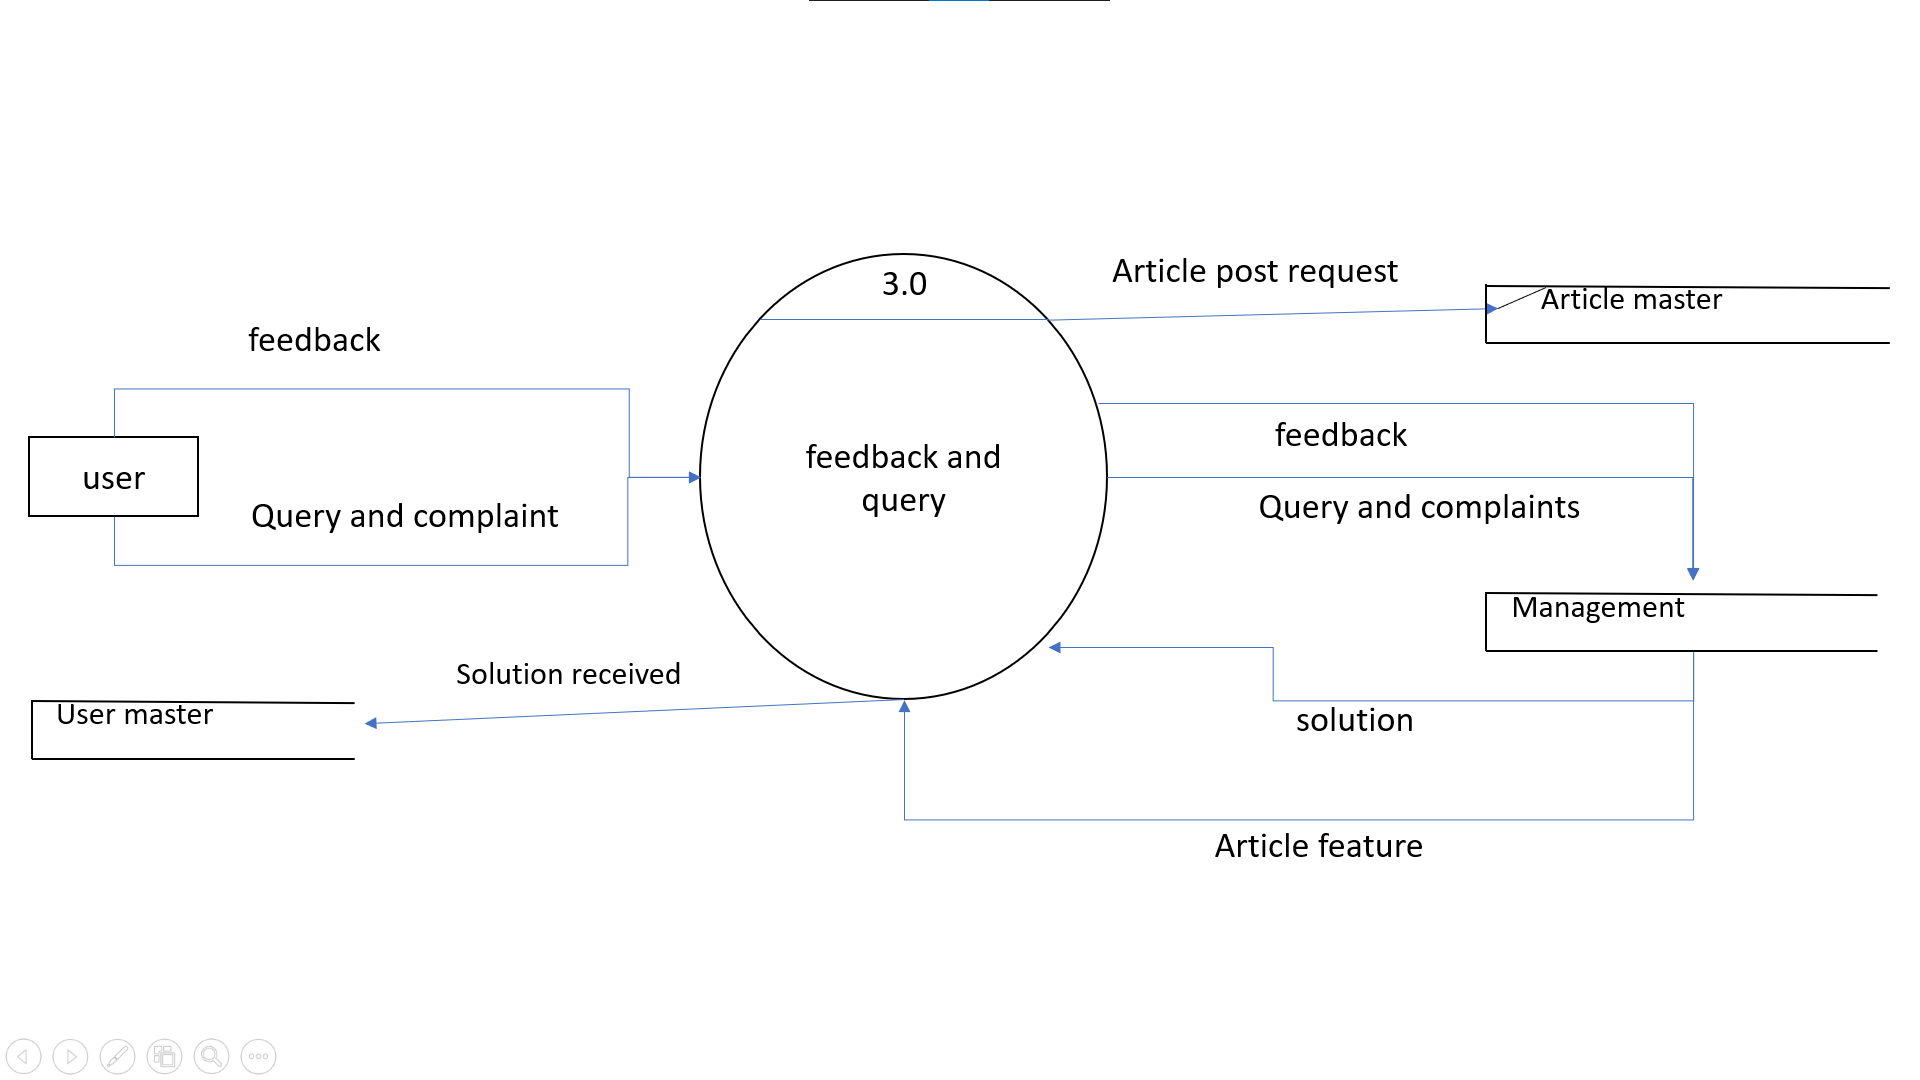 3.0
Article post request
Article master
feedback
feedback
user
feedback and
query
Query and complaint
Query and complaints
Management
Solution received
User master
solution
Article feature